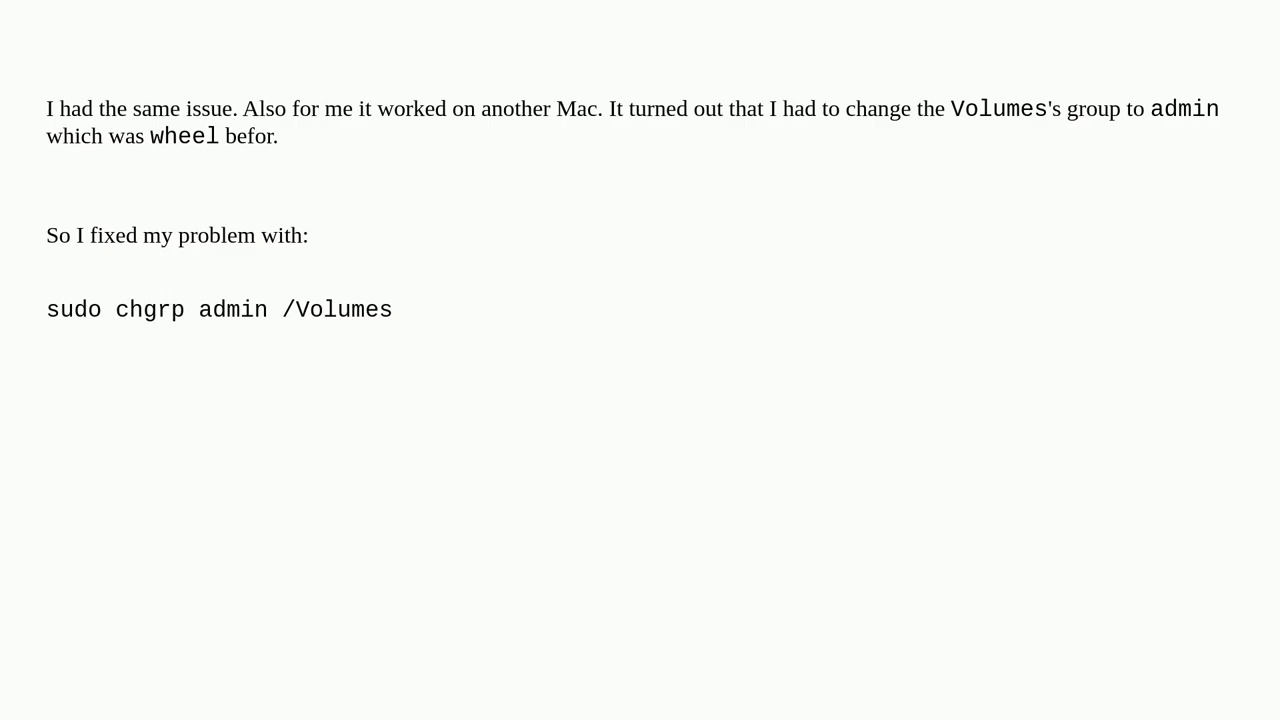 I had the same issue. Also for me it worked on another Mac. It turned out that I had to change the Volumes's group to admin
which was wheel befor.
So I fixed my problem with:
sudo chgrp admin /Volumes